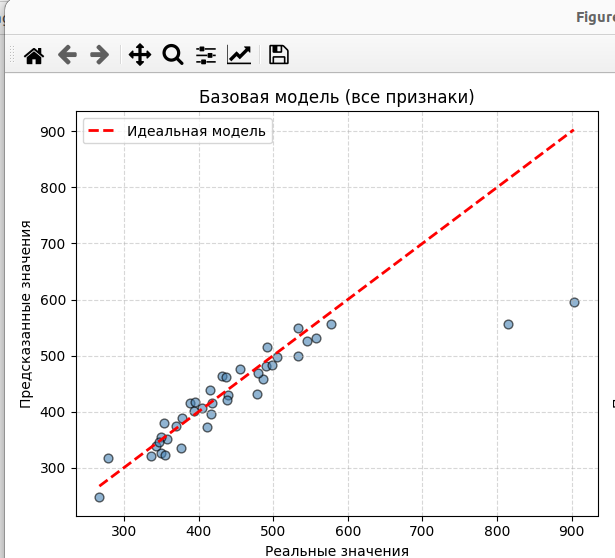 Figure
Базовая модель (все признаки)
Идеальная модель
Предсказанные значения
900
800
700
600
500
400
300
300 400 500 600 700 800 900
Реальные значения